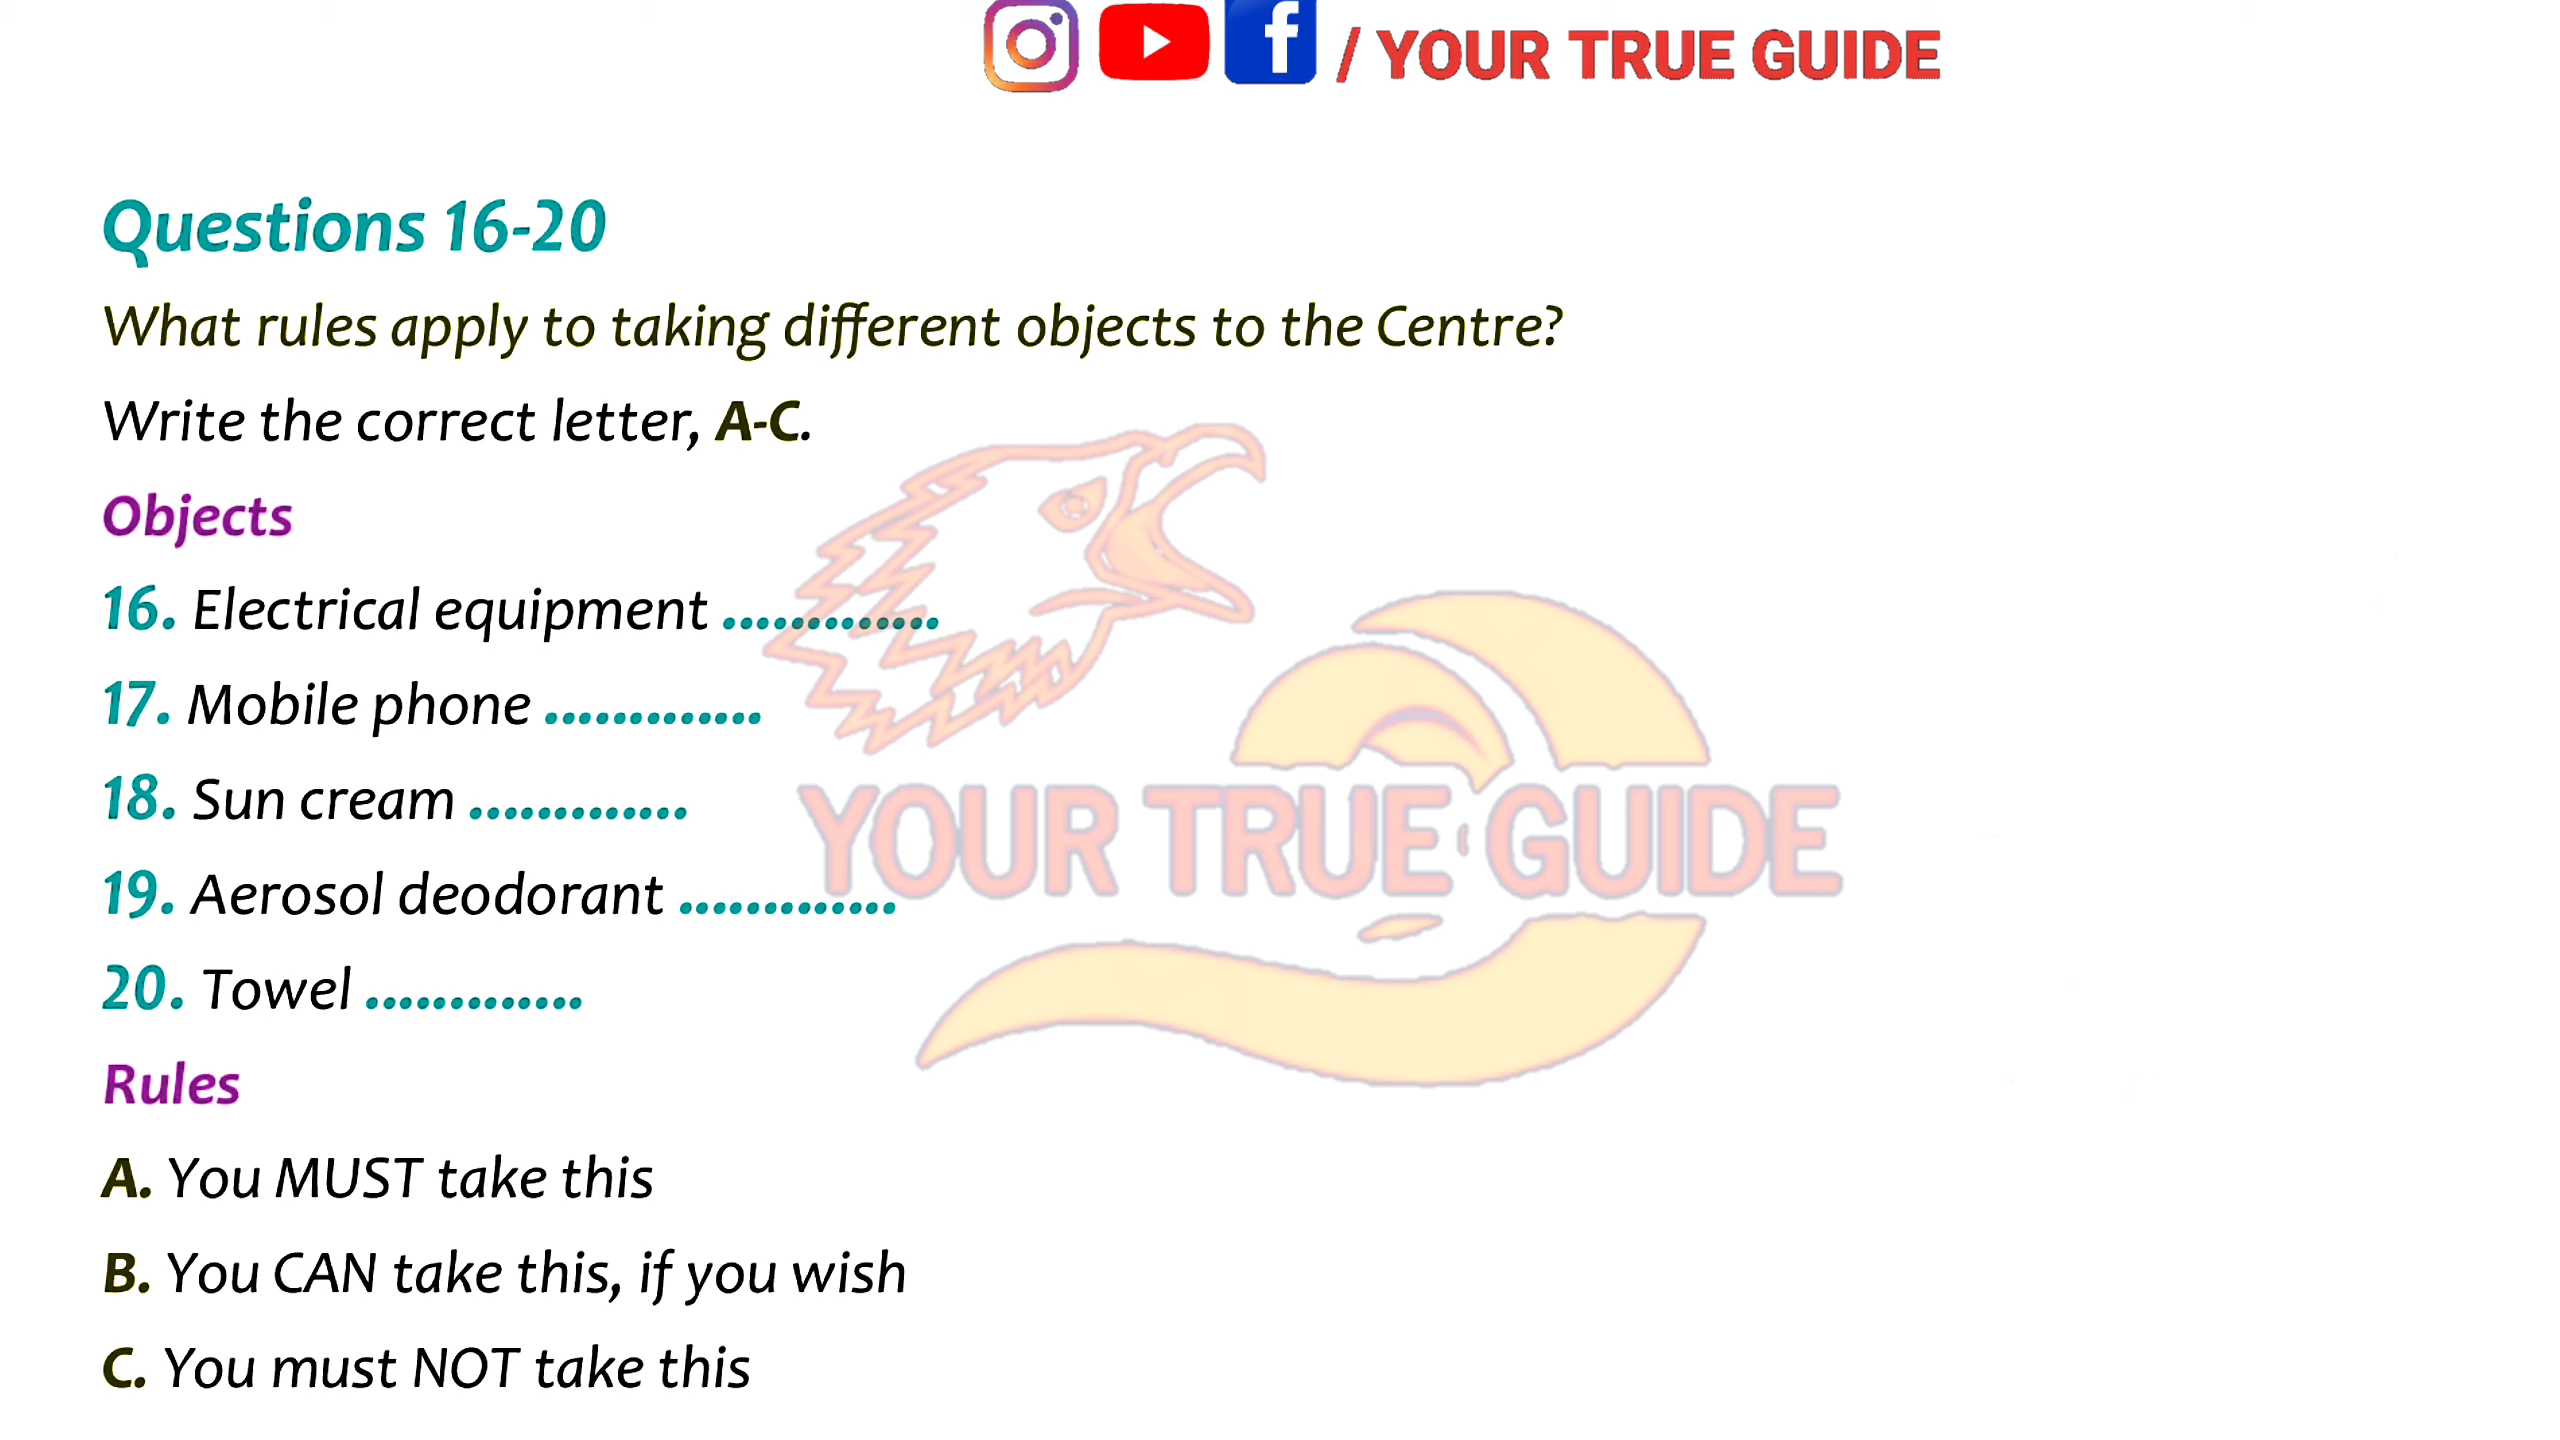 / YOUR TRUE GUIDE
Questions 16-20
What rules apply to taking different objects to the Centre?
Write the correct letter, A-C.
Objects
16. Electrical equipment .............
17. Mobile phone .............
18. Sun cream .............
YOUR TRUE GUIDE
19. Aerosol deodorant .............
20. Towel .............
Rules
A. You MUST take this
B. You CAN take this, if you wish
C. You must NOT take this